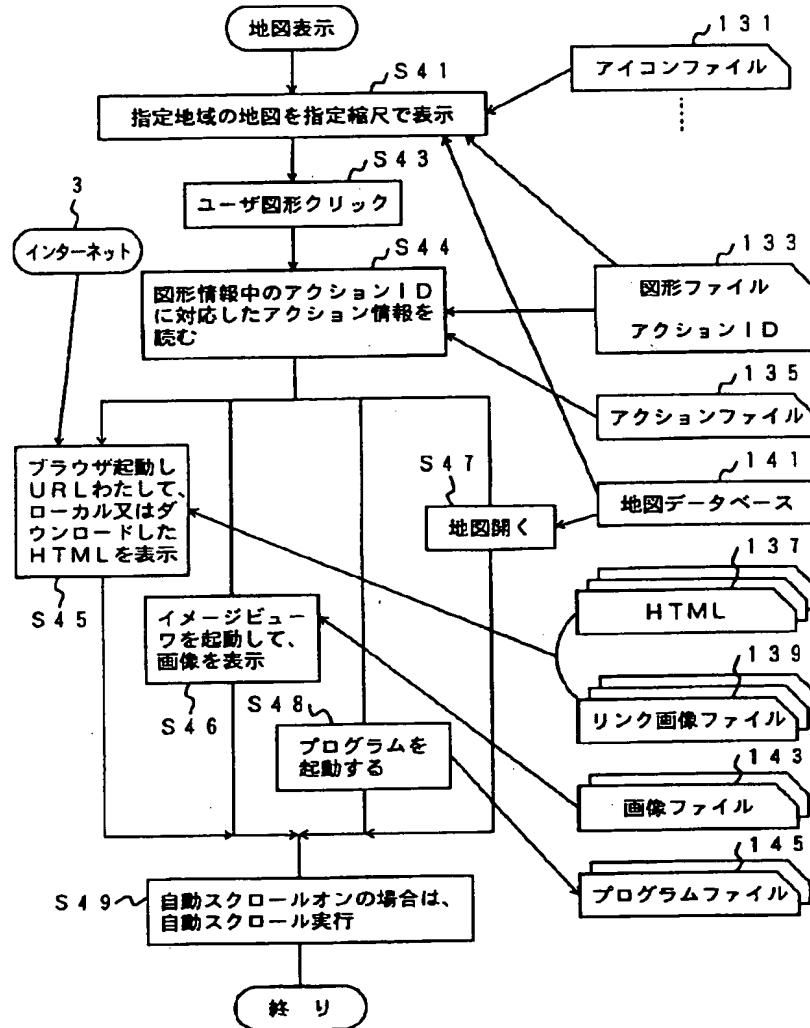 地図表示
S41
131
アイコンファイル
指定地域の地図を指定縮尺で表示
S43
ユーザ図形クリック
3
インターネット
S44
133
図形ファイル
アクションID
図形情報中のアクションID
に対応したアクション情報を
読む
135
アクションファイル
S47
141
地図データベース
ブラウザ起動し
URLわたして、
ローカル又はダ
ウンロードした
HTMLを表示
地図開く
137
HTML
S45
イメージビュー
ワを起動して、
画像を表示
139
リンク画像ファイル
S46
S48
プログラムを
起動する
143
画像ファイル
145
プログラムファイル
S49
自動スクロールオンの場合は、
自動スクロール実行
終り